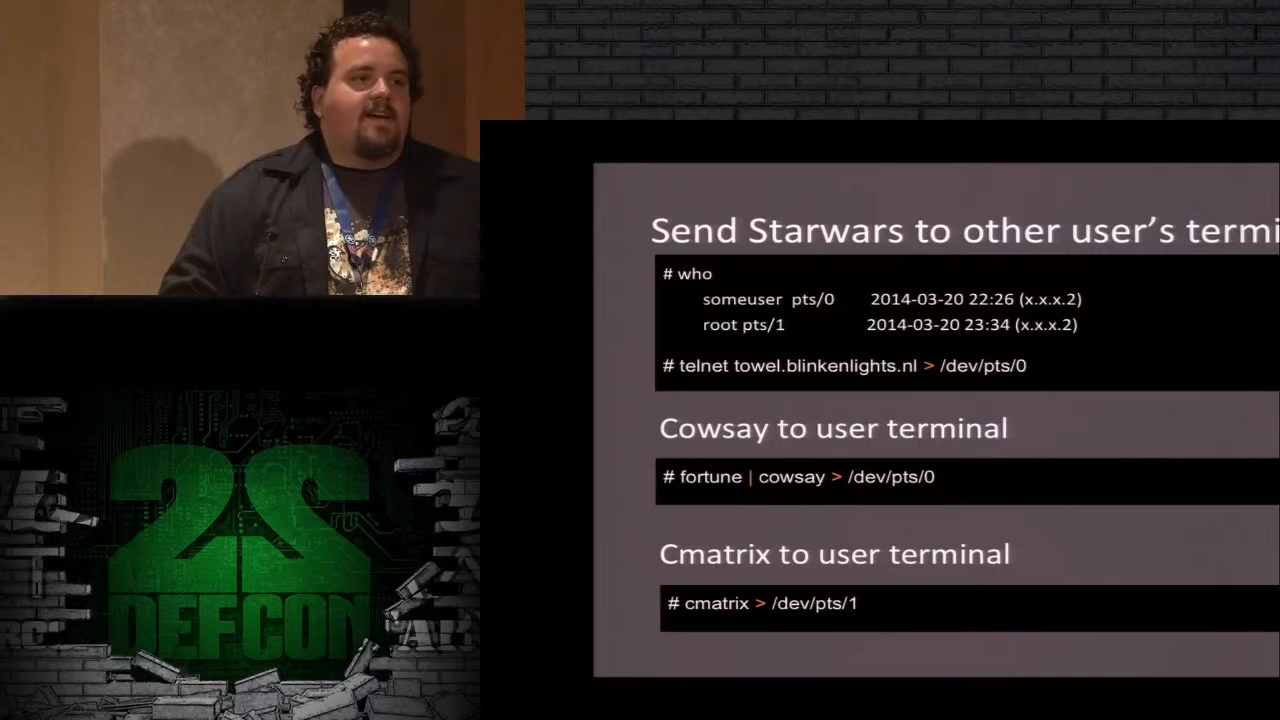 Send Starwars to other user's termi
# who
someuser pts/0 2014-03-20 22:26 (x.x.x.2)
root pts/1 2014-03-20 23:34 (x.x.x.2)
# telnet towel.blinkenlights.nl > /dev/pts/0
Cowsay to user terminal
# fortune | cowsay > /dev/pts/0
Cmatrix to user terminal
# cmatrix > /dev/pts/1
22
DEFCON